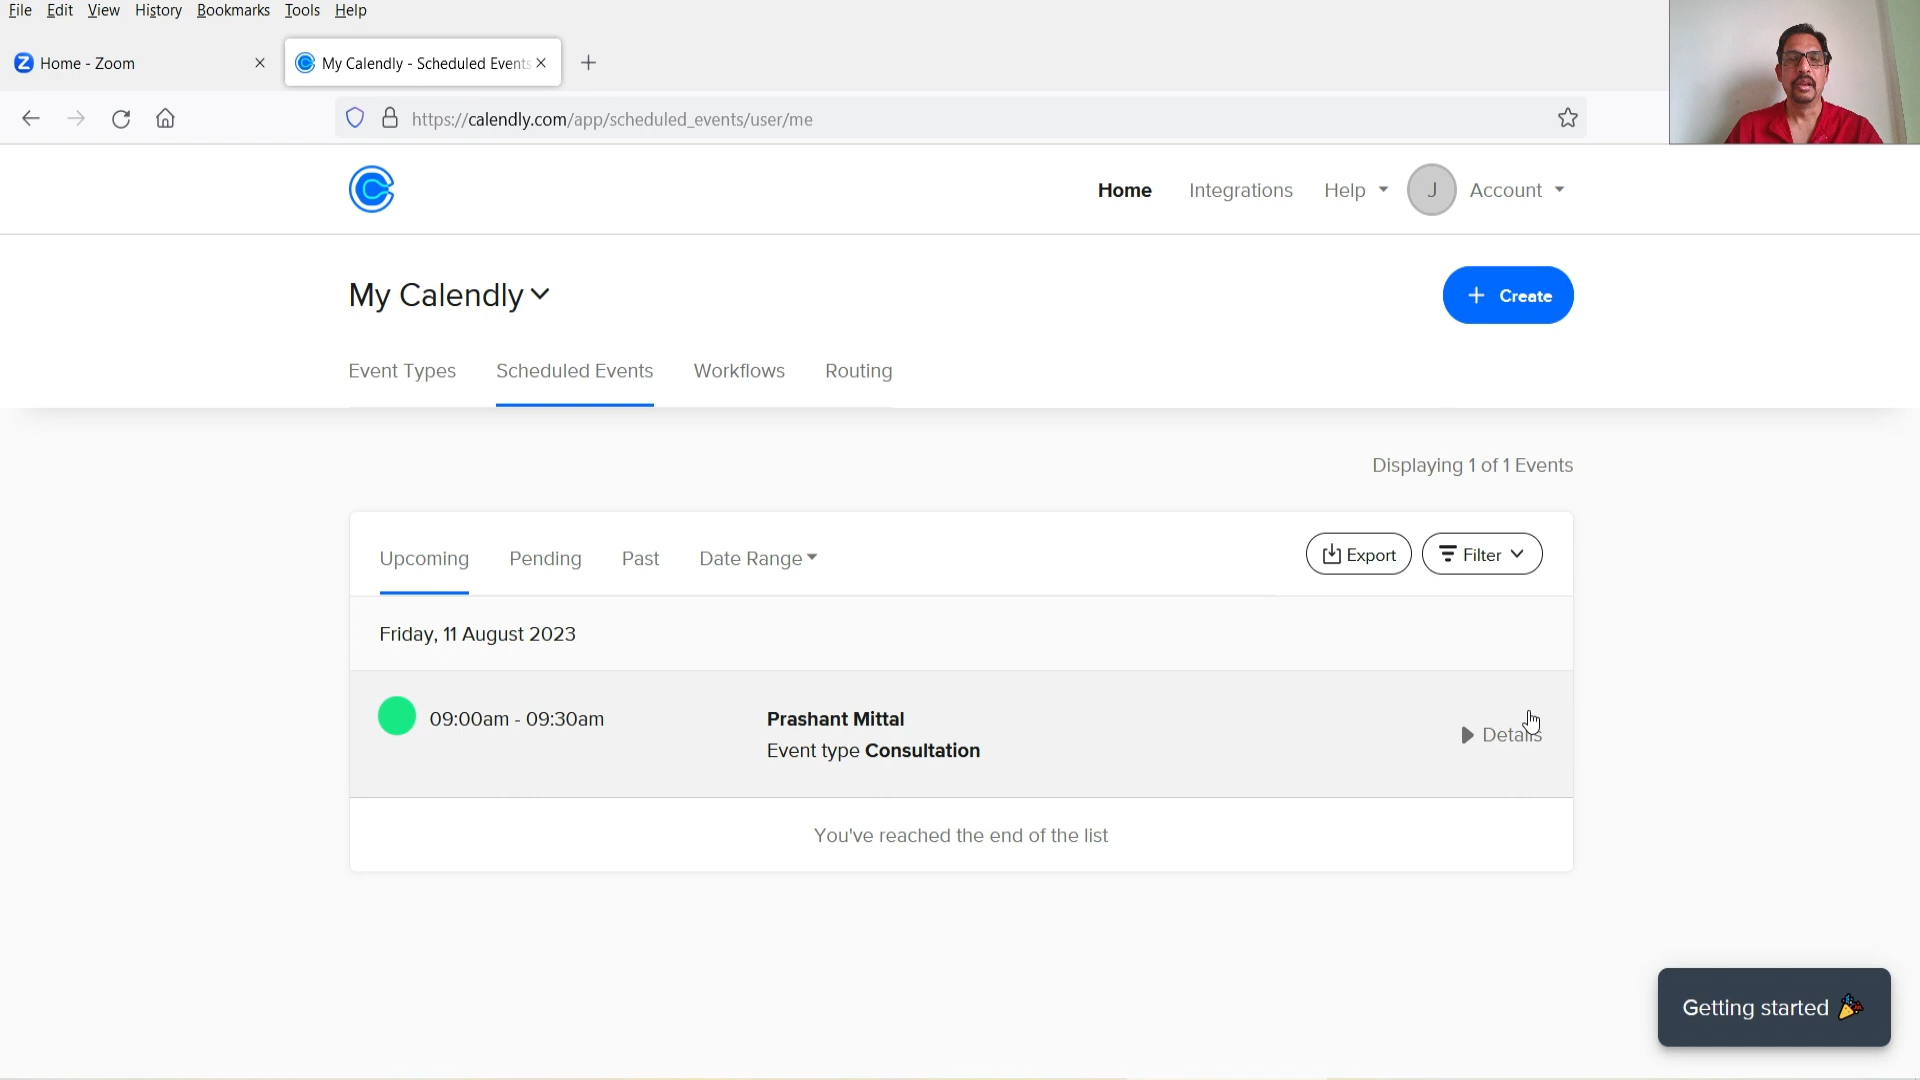 File Edit View History Bookmarks Tools Help
Home - Zoom
My Calendly - Scheduled Events
https://calendly.com/app/scheduled_events/user/me
Home
Integrations
Help
J
Account
My Calendly
+ Create
Event Types
Scheduled Events
Workflows
Routing
Displaying 1 of 1 Events
Upcoming
Pending
Past
Date Range
Export
Filter
Friday, 11 August 2023
09:00am - 09:30am
Prashant Mittal
Event type Consultation
Details
You've reached the end of the list
Getting started